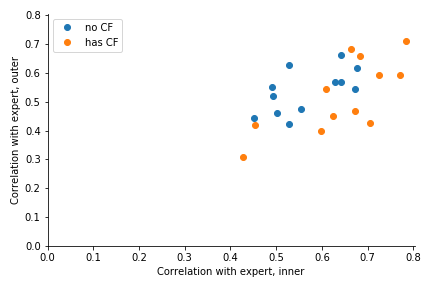 no CF
has CF
Correlation with expert, outer
0.8
0.7
0.6
0.5
0.4
0.3
0.2
0.1
0.0
0.0 0.1 0.2 0.3 0.4 0.5 0.6 0.7 0.8
Correlation with expert, inner